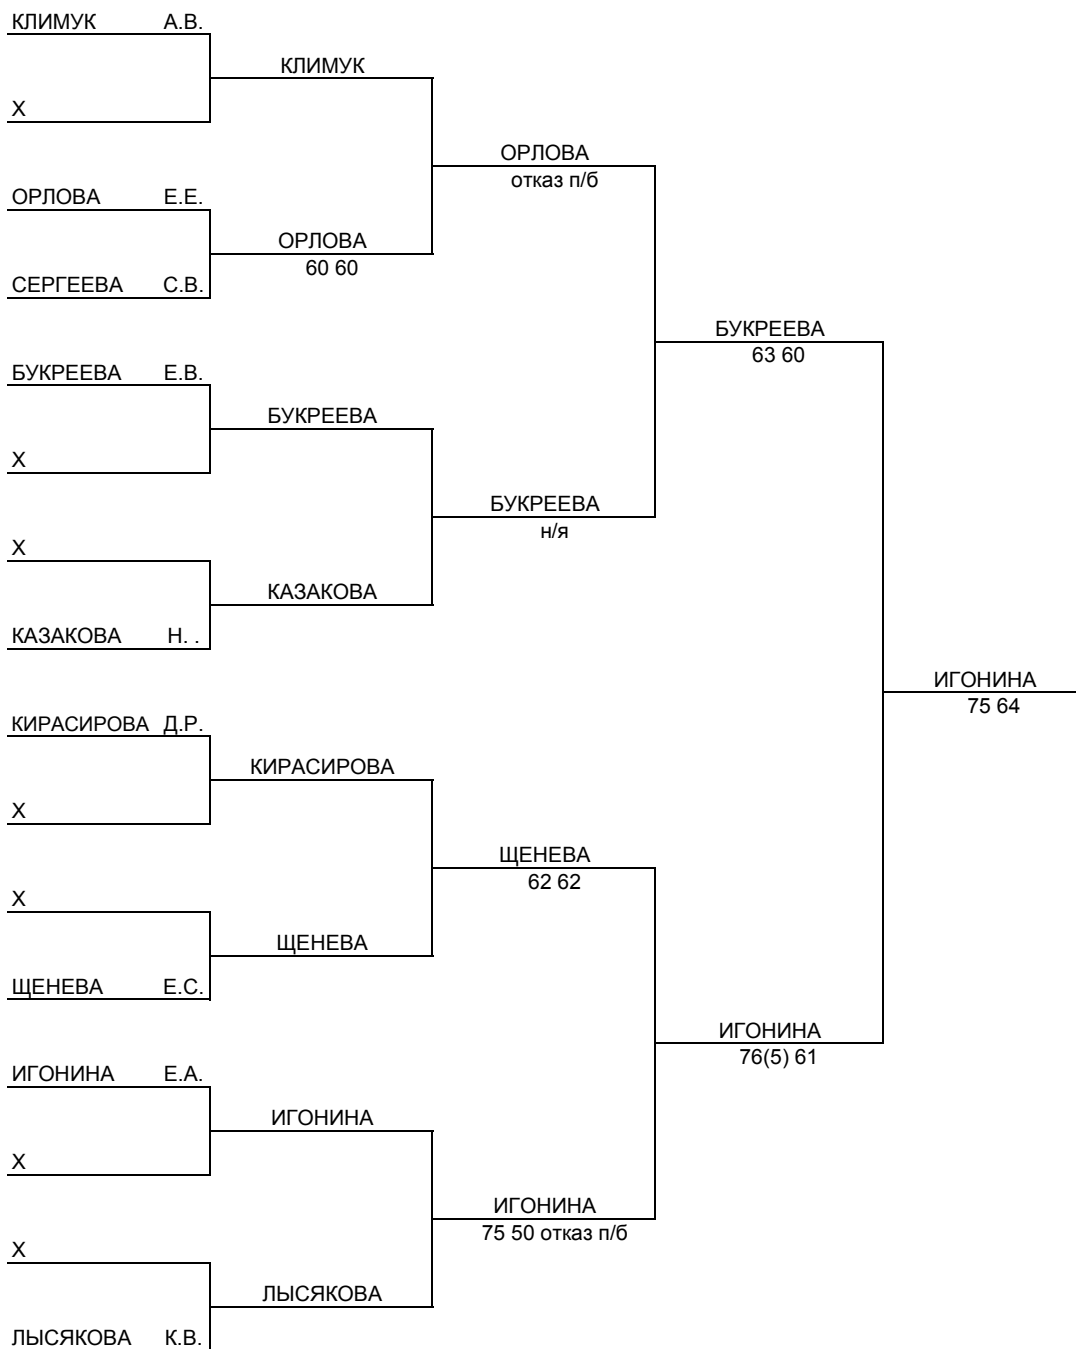 КЛИМУК А.В.
КЛИМУК
Х
ОРЛОВА
отказ п/б
ОРЛОВА Е.Е.
ОРЛОВА
60 60
СЕРГЕЕВА С.В.
БУКРЕЕВА
63 60
БУКРЕЕВА Е.В.
БУКРЕЕВА
Х
БУКРЕЕВА
н/я
Х
КАЗАКОВА
КАЗАКОВА Н. .
ИГОНИНА
75 64
КИРАСИРОВА Д.Р.
КИРАСИРОВА
Х
ЩЕНЕВА
62 62
Х
ЩЕНЕВА
ЩЕНЕВА Е.С.
ИГОНИНА
76(5) 61
ИГОНИНА Е.А.
ИГОНИНА
Х
ИГОНИНА
75 50 отказ п/б
Х
ЛЫСЯКОВА
ЛЫСЯКОВА К.В.